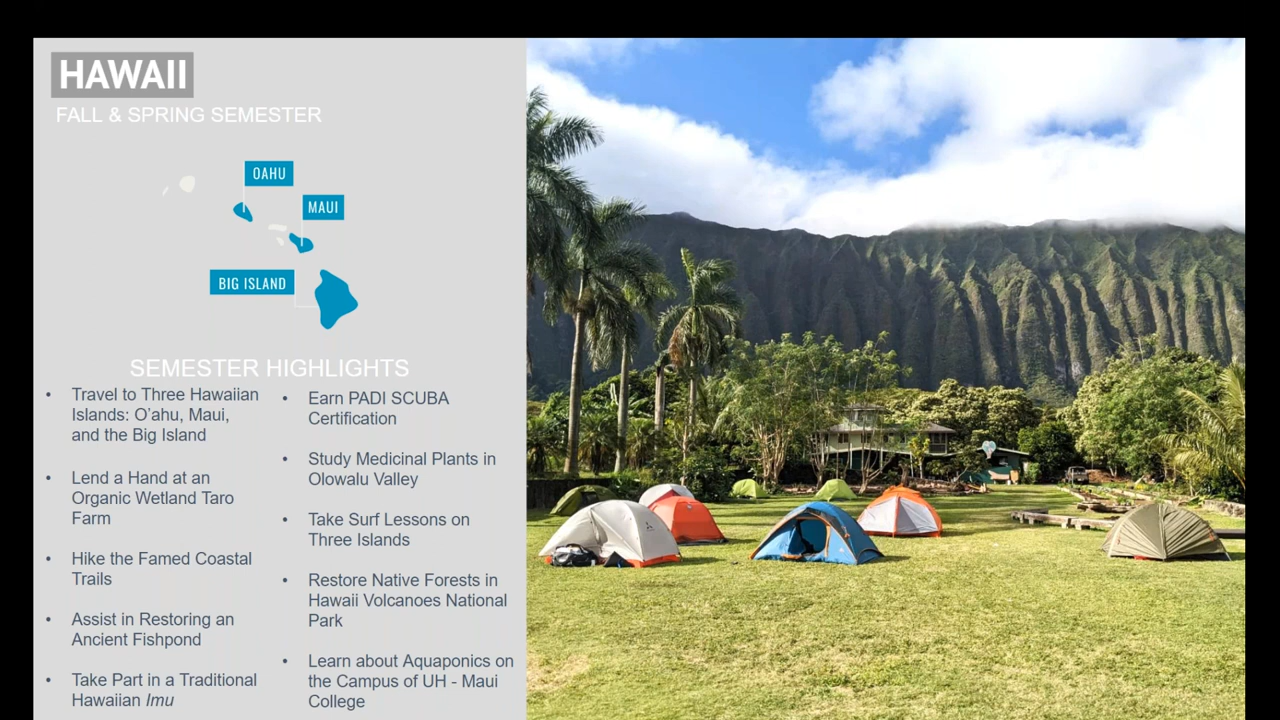 HAWAII
FALL & SPRING SEMESTER
OAHU
MAUI
BIG ISLAND
SEMESTER HIGHLIGHTS
• Travel to Three Hawaiian
Islands: O'ahu, Maui,
and the Big Island
• Lend a Hand at an
Organic Wetland Taro
Farm
• Hike the Famed Coastal
Trails
• Assist in Restoring an
Ancient Fishpond
• Take Part in a Traditional
Hawaiian Imu
• Earn PADI SCUBA
Certification
• Study Medicinal Plants in
Olowalu Valley
• Take Surf Lessons on
Three Islands
• Restore Native Forests in
Hawaii Volcanoes National
Park
• Learn about Aquaponics on
the Campus of UH - Maui
College